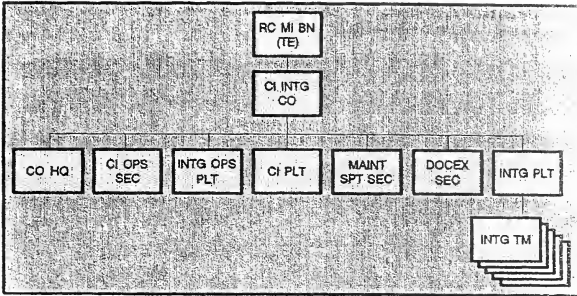 RC MI BN
(TE)
CI INTG
CO
CO HQ
CI OPS
SEC
INTG OPS
PLT
CI PLT
MAINT
SPT SEC
DOCEX
SEC
INTG PLT
INTG TM